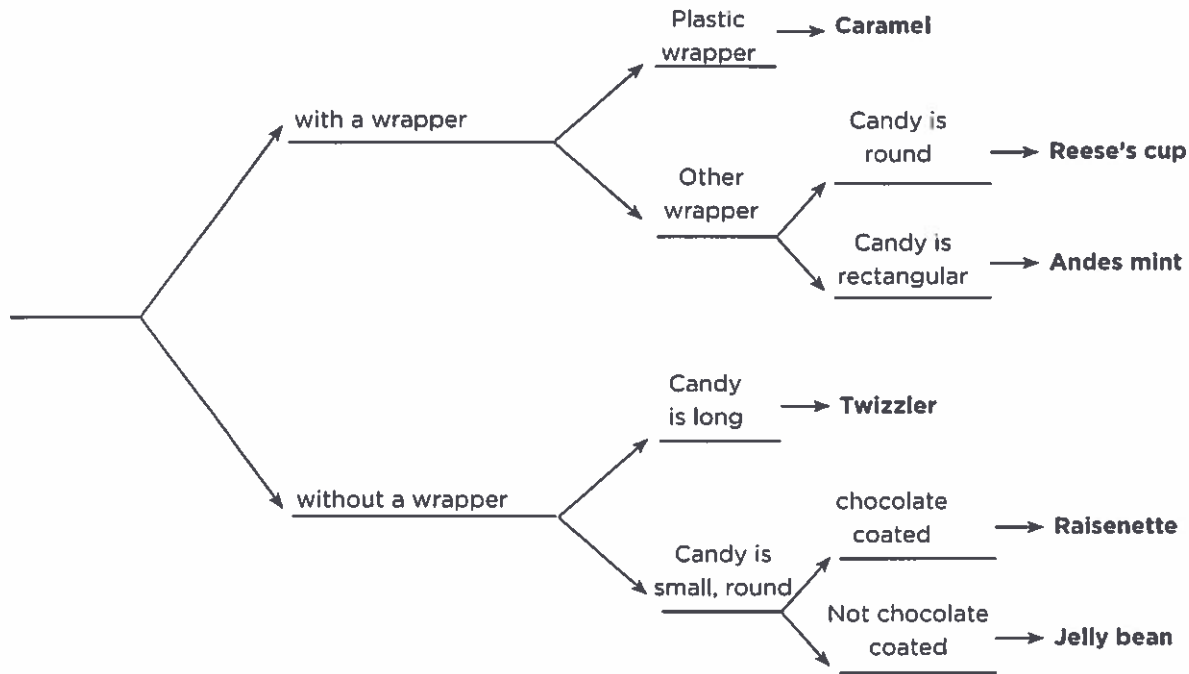 Plastic
wrapper
Caramel
with a wrapper
Candy is
round
Reese's cup
Other
wrapper
Candy is
rectangular
Andes mint
Candy
is long
Twizzler
without a wrapper
chocolate
coated
Raisenette
Candy is
small, round
Not chocolate
coated
Jelly bean